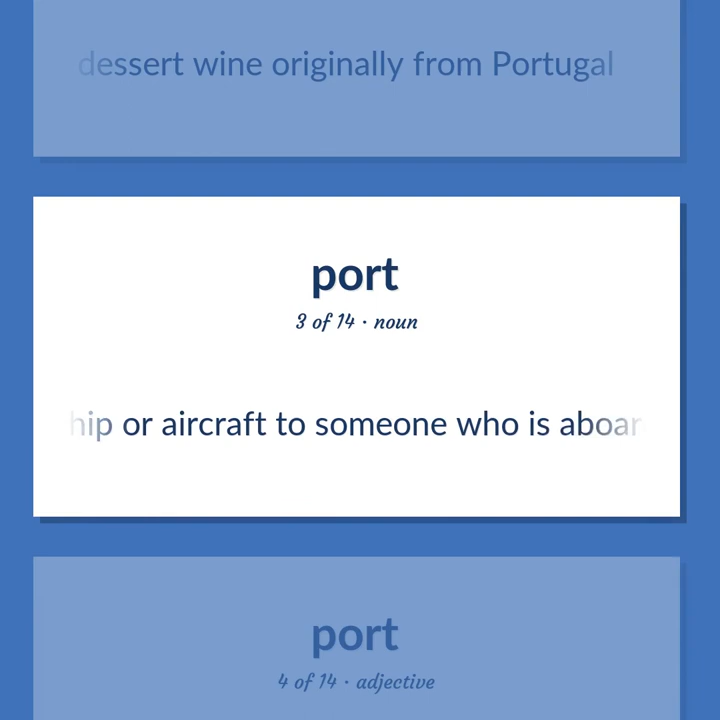 dessert wine originally from Portugal
port
3 of 14 · noun
hip or aircraft to someone who is aboar
port
4 of 14 · adjective